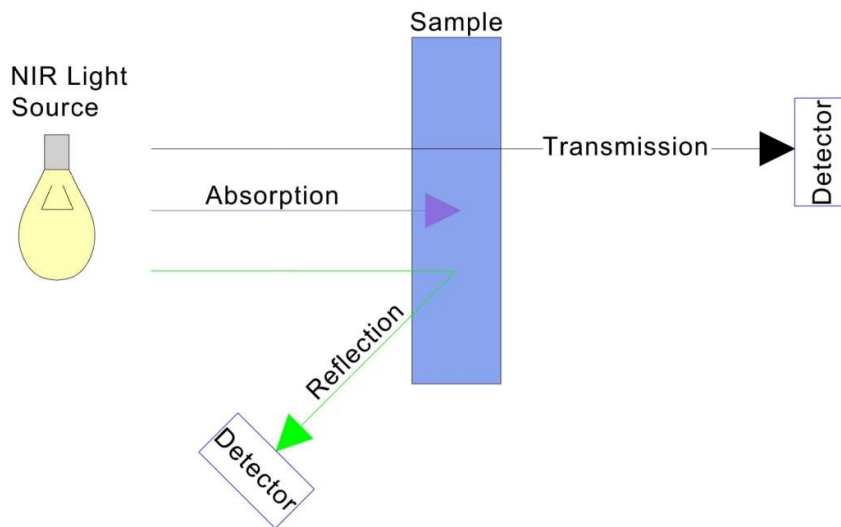 Sample
NIR Light
Source
Transmission
Detector
Absorption
Reflection
Detector